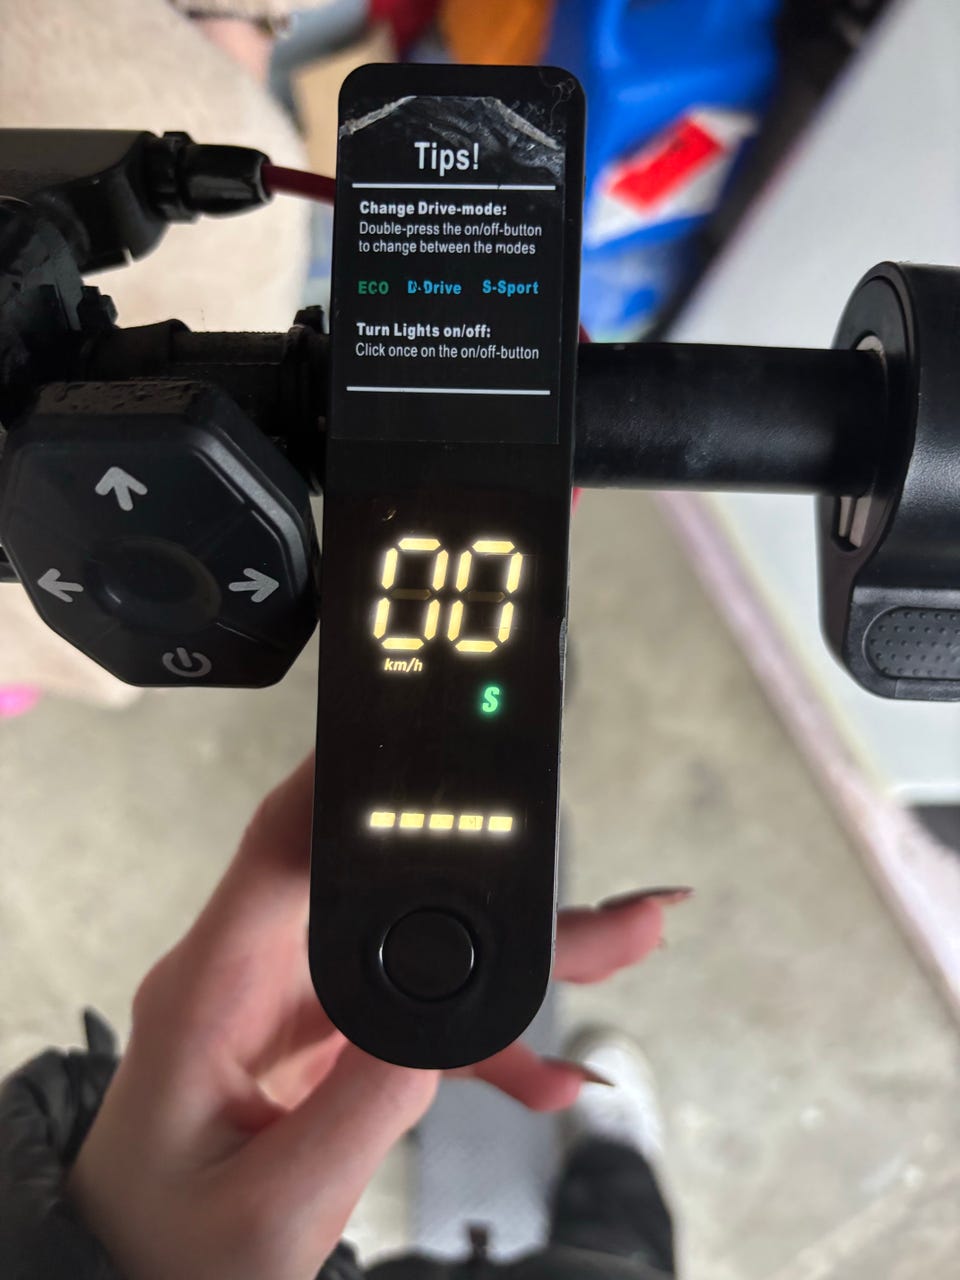 Tips!
Change Drive-mode:
Double-press the on/off-button
to change between the modes
ECO D-Drive S-Sport
Turn Lights on/off:
Click once on the on/off-button
00
km/h
S